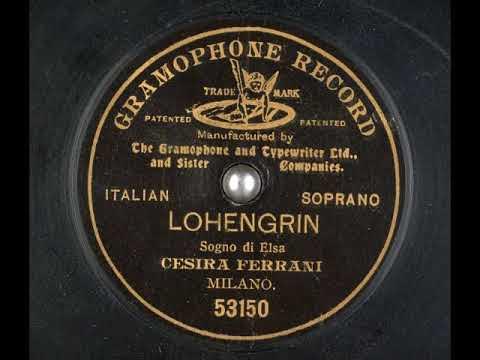 GRAMOPHONE RECORD
TRADE MARK
PATENTED PATENTED
Manufactured by
The Gramophone and Typewriter Ltd.,
and Sister Companies.
ITALIAN SOPRANO
LOHENGRIN
Sogno di Elsa
CESIRA FERRANI
MILANO.
53150